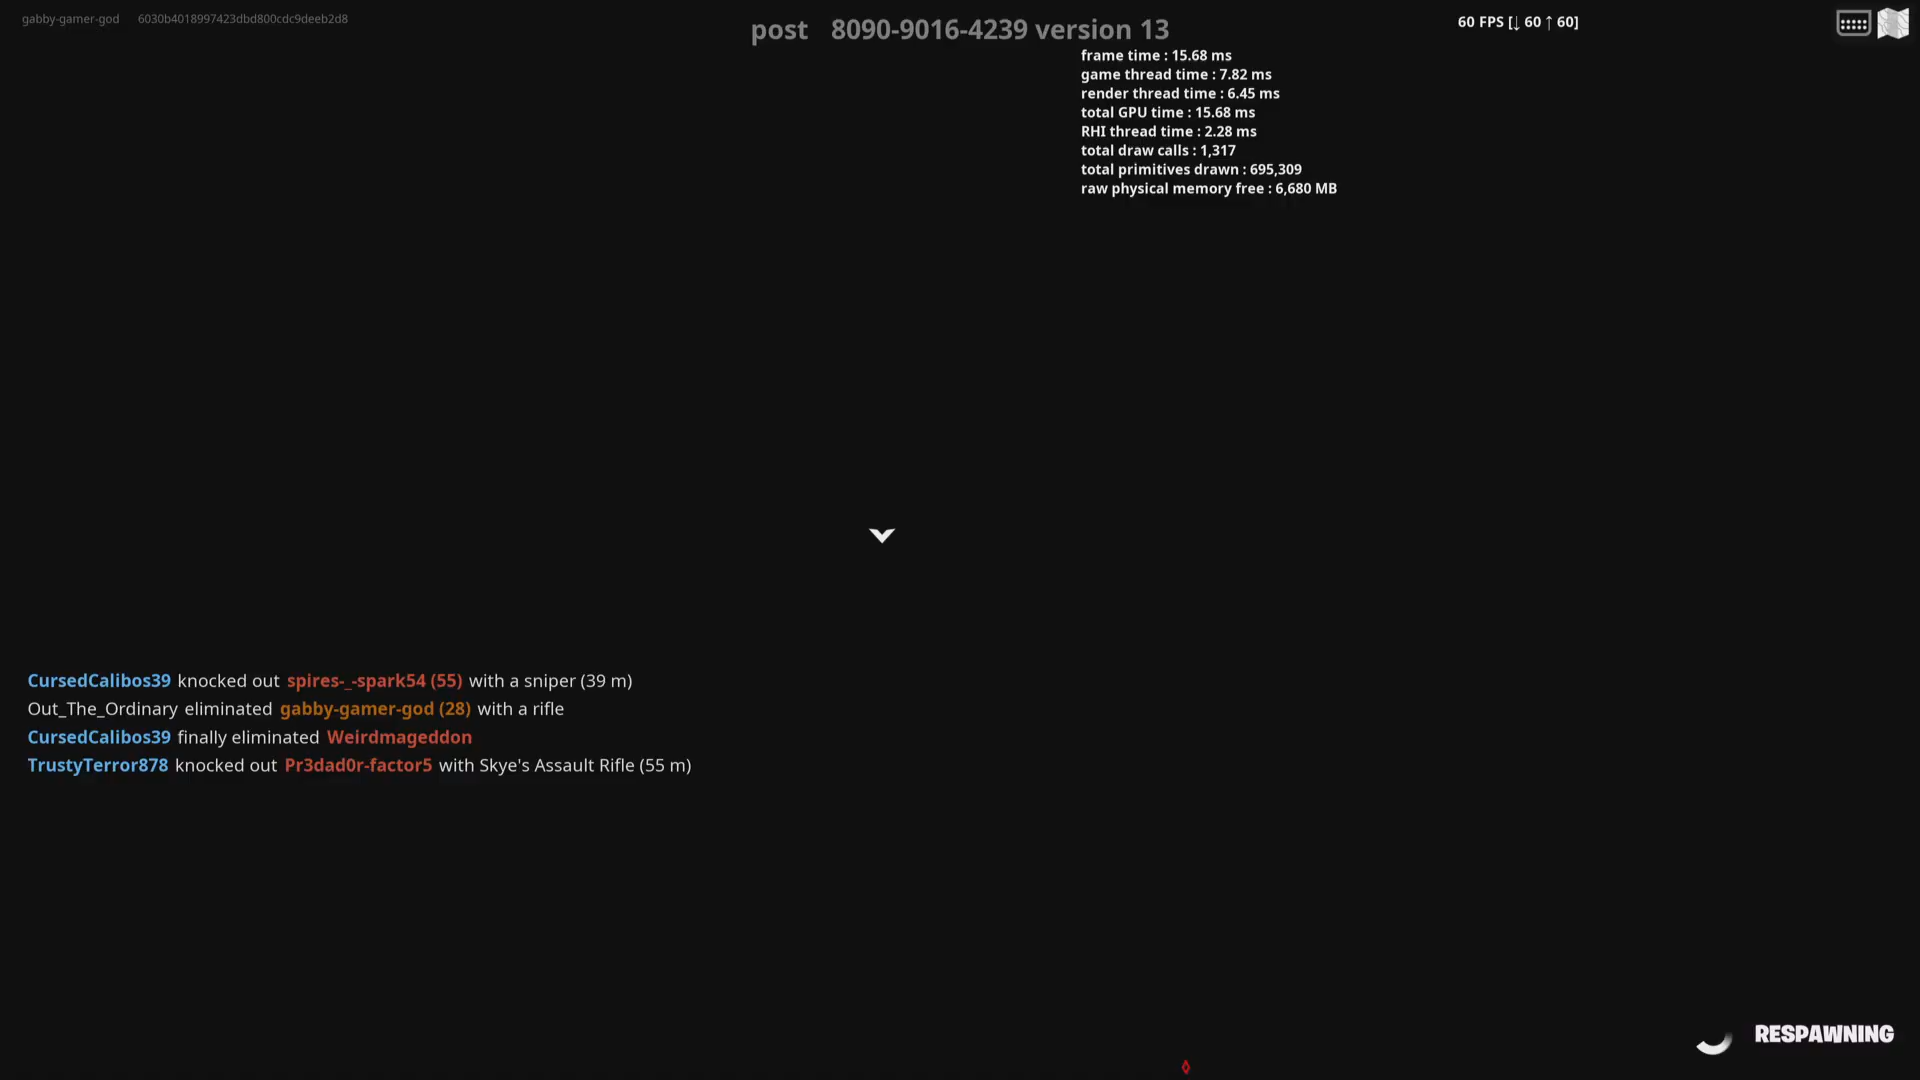 gabby-gamer-god 6030b4018997423dbd800cdc9deeb2d8
post 8090-9016-4239 version 13
60 FPS [↓ 60 ↑ 60]
frame time : 15.68 ms
game thread time : 7.82 ms
render thread time : 6.45 ms
total GPU time : 15.68 ms
RHI thread time : 2.28 ms
total draw calls : 1,317
total primitives drawn : 695,309
raw physical memory free : 6,680 MB
CursedCalibos39 knocked out spires-_-spark54 (55) with a sniper (39 m)
Out_The_Ordinary eliminated gabby-gamer-god (28) with a rifle
CursedCalibos39 finally eliminated Weirdmageddon
TrustyTerror878 knocked out Pr3dad0r-factor5 with Skye's Assault Rifle (55 m)
RESPAWNING